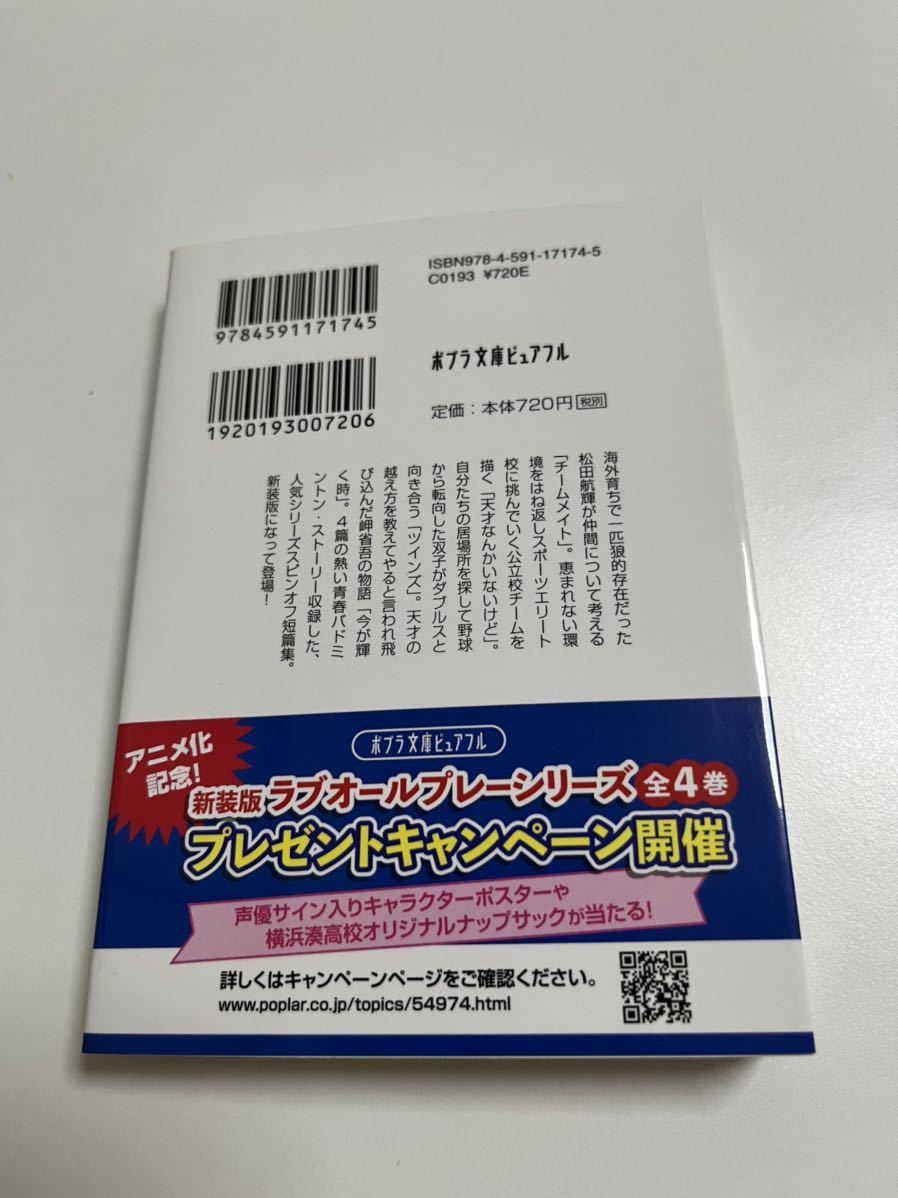 ISBN978-4-591-17174-5
C0193 ¥720E
9784591171745
ポプラ文庫ピュアフル
1920193007206
定価：本体720円 税別
海外育ちで一匹狼的存在だった
松田航輝が仲間について考える
「チームメイト」。恵まれない環
境をはね返しスポーツエリート
校に挑んでいく公立校チームを
描く「天才なんかいないけど」。
自分たちの居場所を探して野球
から転向した双子がダブルスと
向き合う「ツインズ」。天才の
越え方を教えてやると言われ飛
び込んだ岬省吾の物語「今が輝
く時」。4篇の熱い青春バドミ
ントン・ストーリー収録した、
人気シリーズスピンオフ短篇集。
新装版になって登場！
ポプラ文庫ピュアフル
アニメ化
記念！
新装版 ラブオールプレーシリーズ 全4巻
プレゼントキャンペーン開催
声優サイン入りキャラクターポスターや
横浜湊高校オリジナルナップサックが当たる！
詳しくはキャンペーンページをご確認ください。
www.poplar.co.jp/topics/54974.html